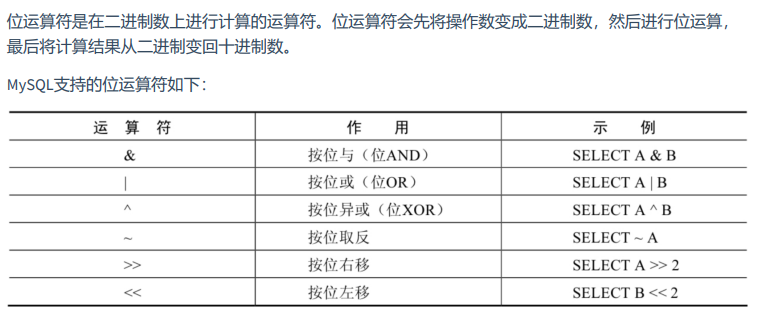 位运算符是在二进制数上进行计算的运算符。位运算符会先将操作数变成二进制数，然后进行位运算，
最后将计算结果从二进制变回十进制数。
MySQL支持的位运算符如下：
运 算 符 作 用 示 例
& 按位与（位AND） SELECT A & B
| 按位或（位OR） SELECT A | B
^ 按位异或（位XOR） SELECT A ^ B
~ 按位取反 SELECT ~ A
>> 按位右移 SELECT A >> 2
<< 按位左移 SELECT B << 2